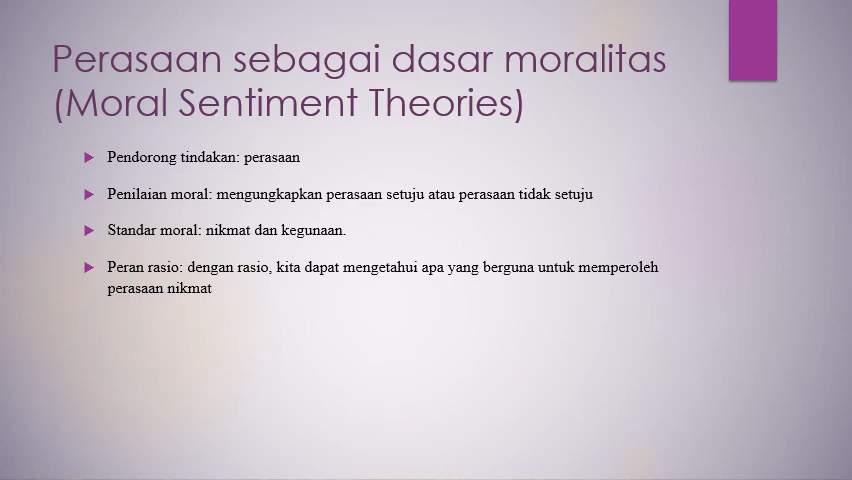 Perasaan sebagai dasar moralitas
(Moral Sentiment Theories)
Pendorong tindakan: perasaan
Penilaian moral: mengungkapkan perasaan setuju atau perasaan tidak setuju
Standar moral: nikmat dan kegunaan.
Peran rasio: dengan rasio, kita dapat mengetahui apa yang berguna untuk memperoleh
perasaan nikmat